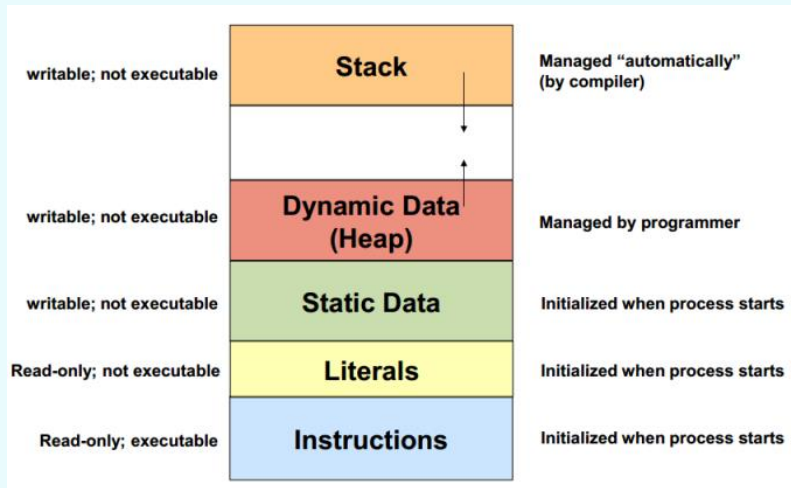 writable; not executable
Stack
Managed “automatically”
(by compiler)
writable; not executable
Dynamic Data
(Heap)
Managed by programmer
writable; not executable
Static Data
Initialized when process starts
Read-only; not executable
Literals
Initialized when process starts
Read-only; executable
Instructions
Initialized when process starts